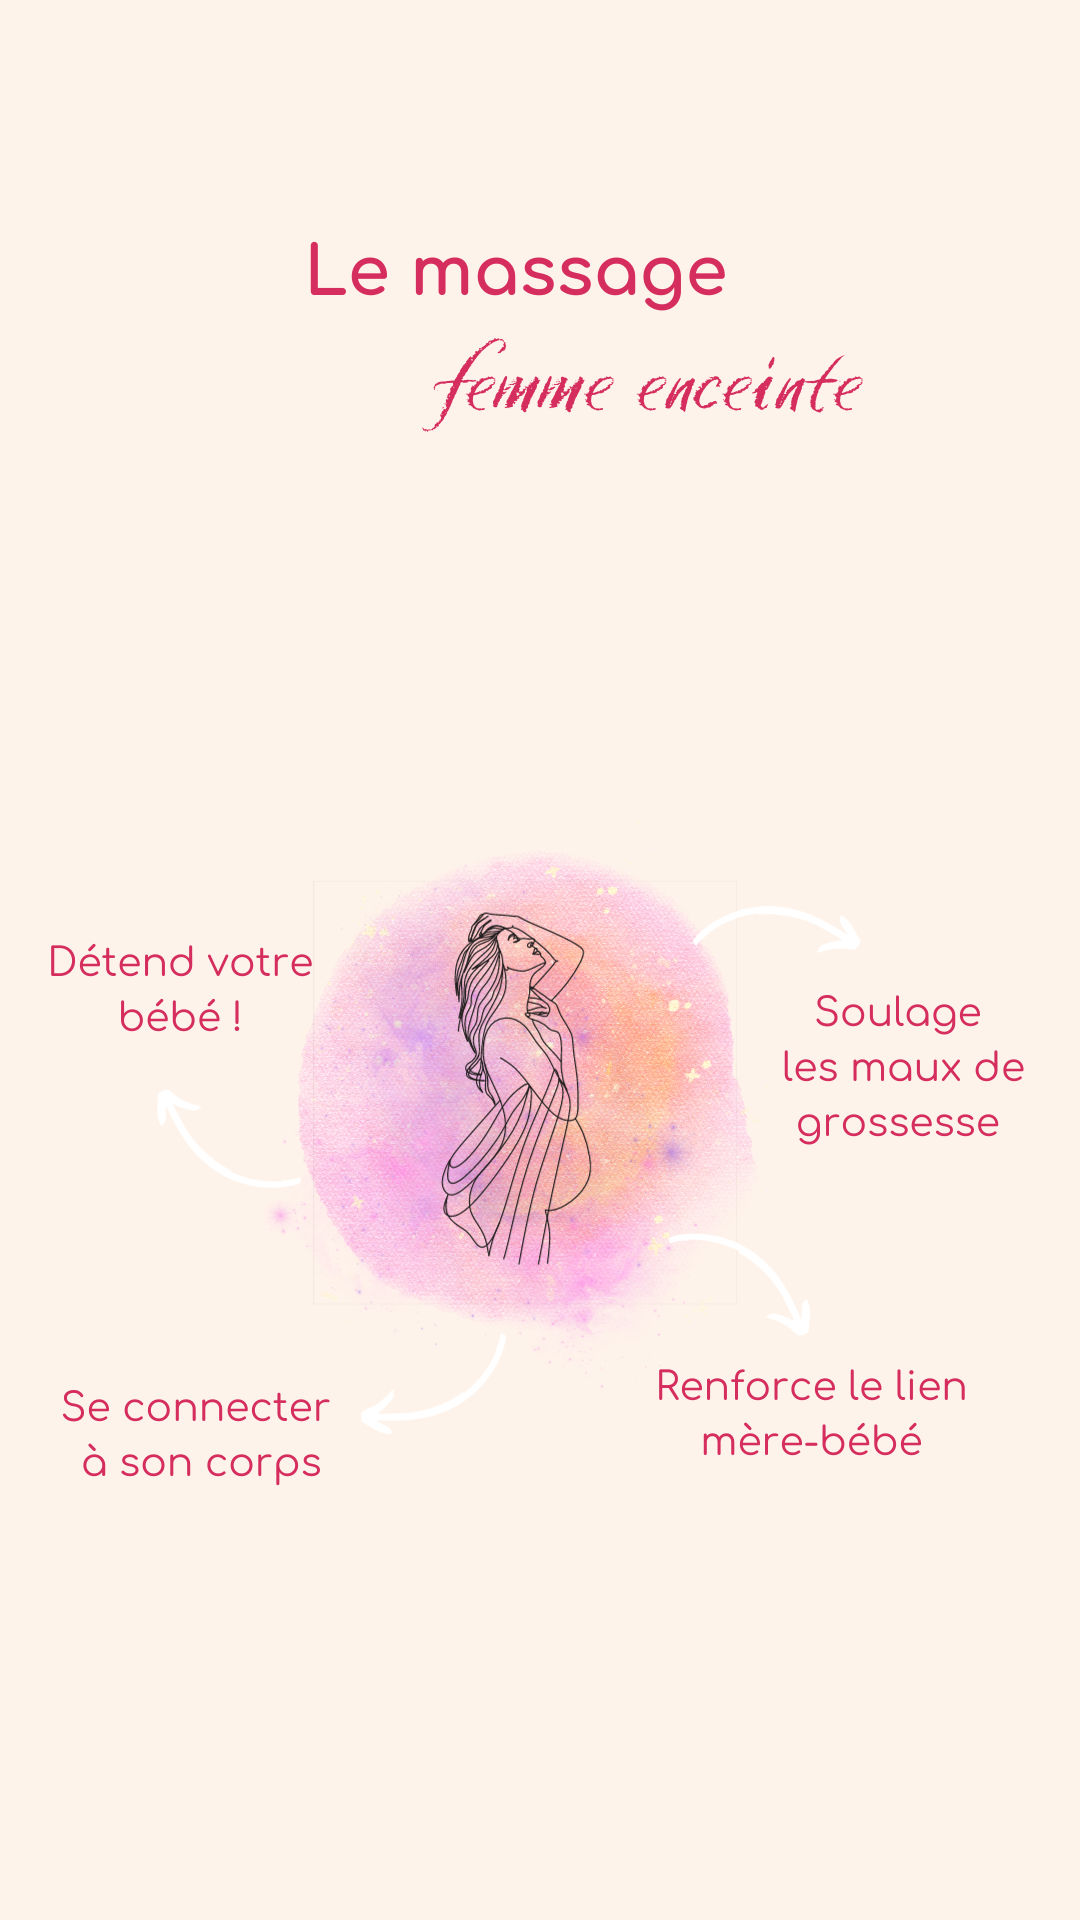 Le massage
femme enceinte
Détend votre
bébé !
Soulage
les maux de
grossesse
Se connecter
à son corps
Renforce le lien
mère-bébé